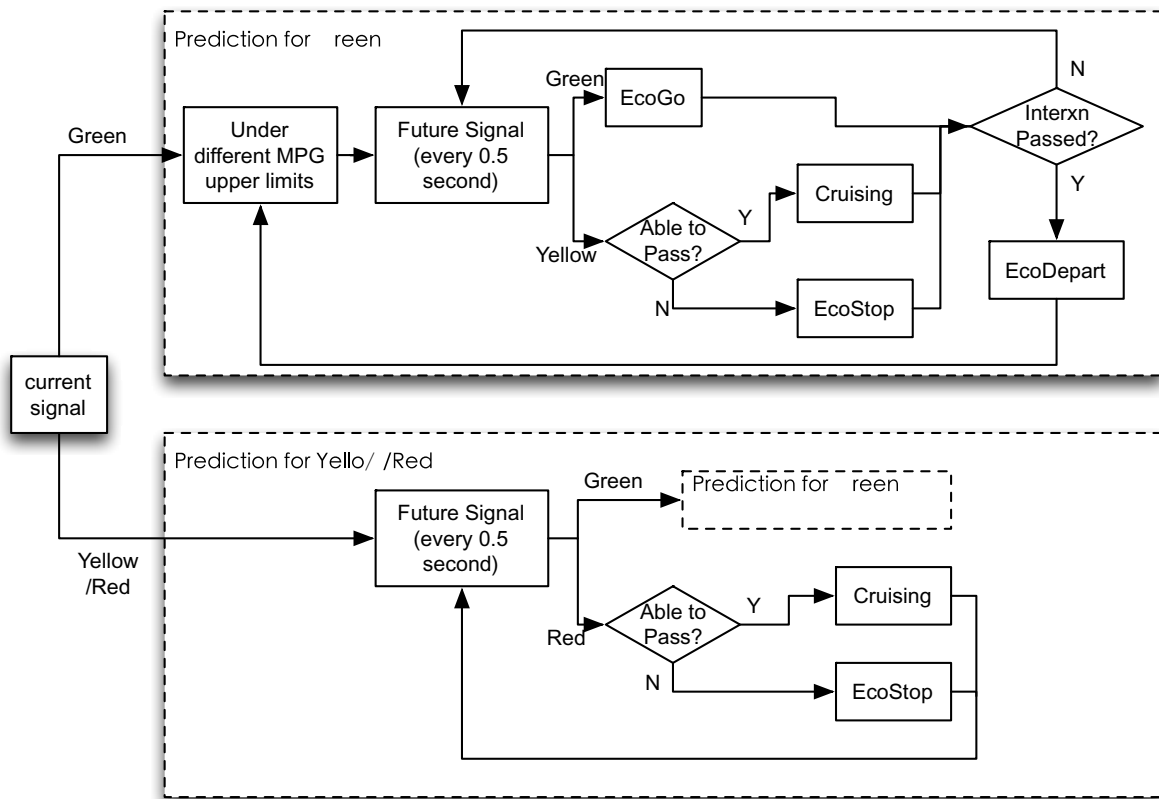 Prediction for reen
Green
Under
different MPG
upper limits
Future Signal
(every 0.5
second)
Green
EcoGo
Yellow
Able to
Pass?
Y
Cruising
N
EcoStop
Interxn
Passed?
N
Y
EcoDepart
current
signal
Yellow
/Red
Prediction for Yello/ /Red
Future Signal
(every 0.5
second)
Green
Prediction for reen
Red
Able to
Pass?
Y
Cruising
N
EcoStop